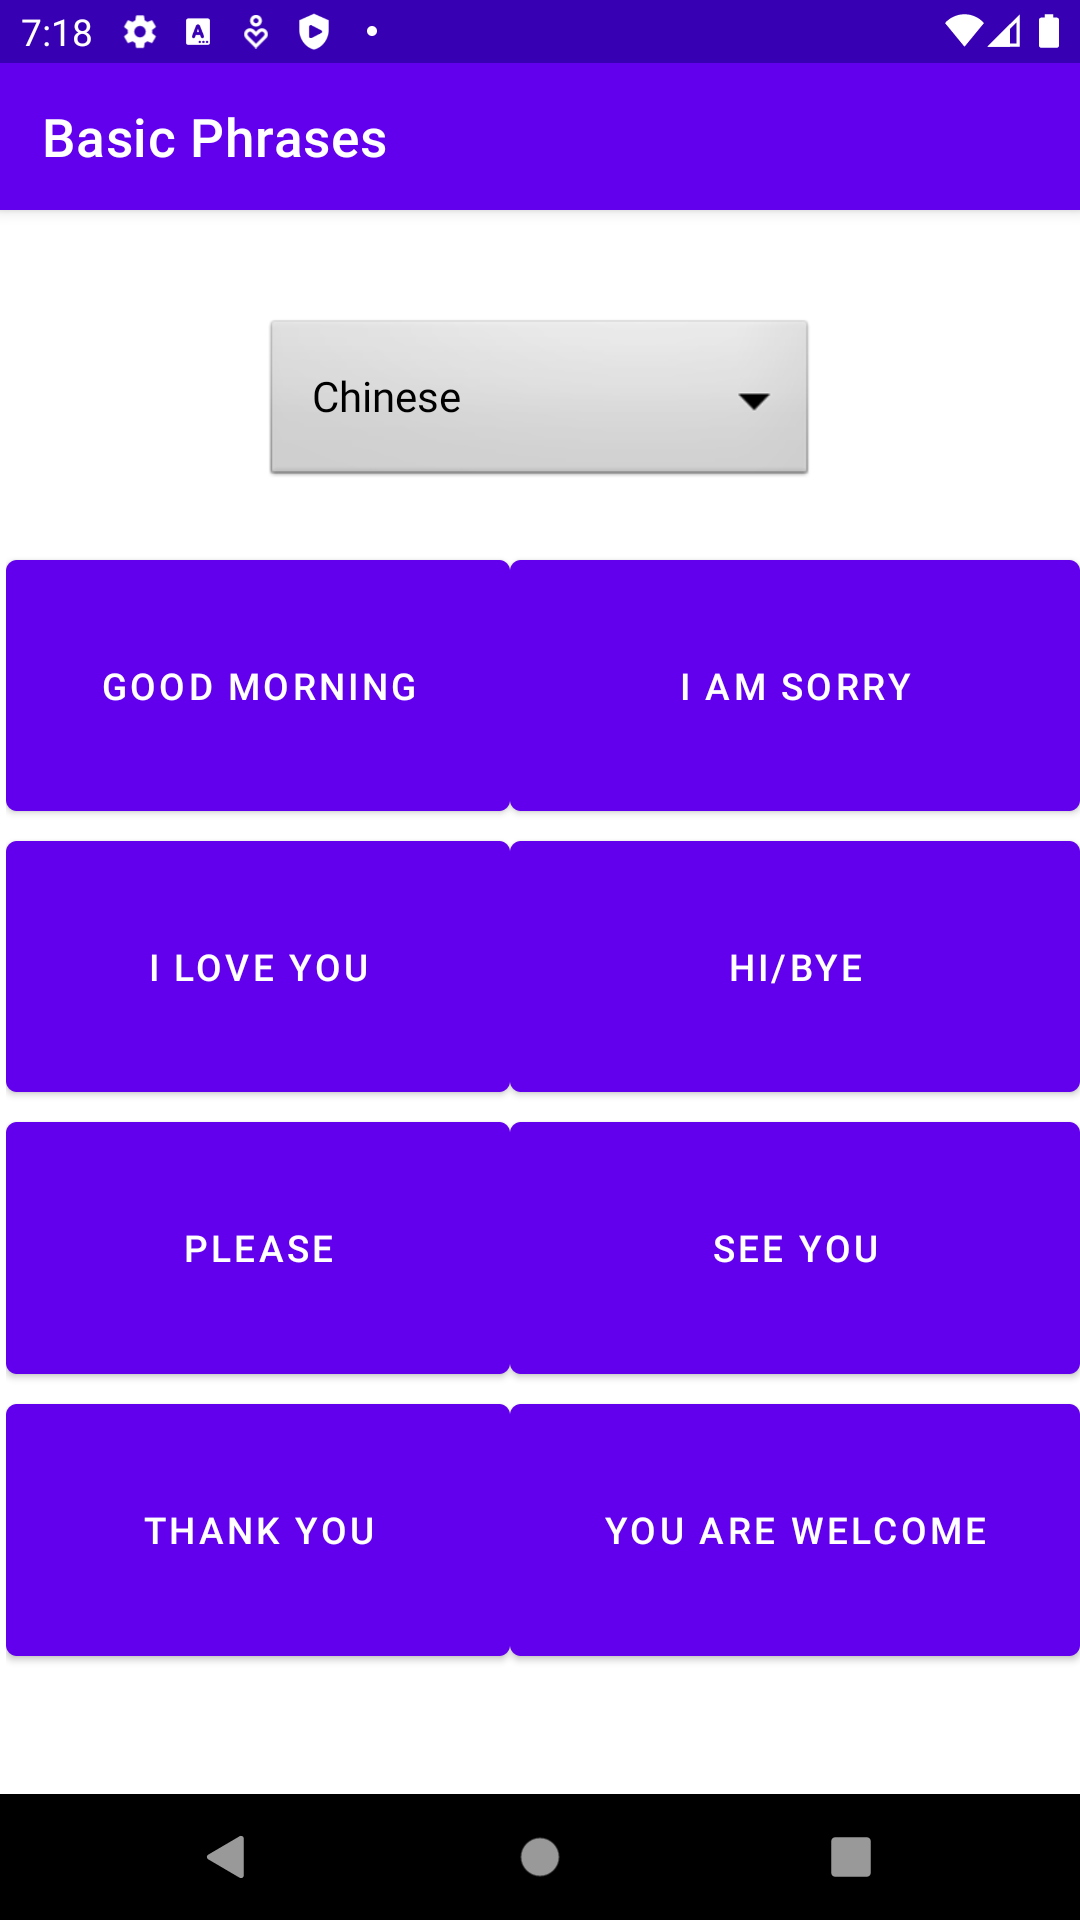 7:18
Basic Phrases
Chinese
GOOD MORNING
I AM SORRY
I LOVE YOU
HI/BYE
PLEASE
SEE YOU
THANK YOU
YOU ARE WELCOME